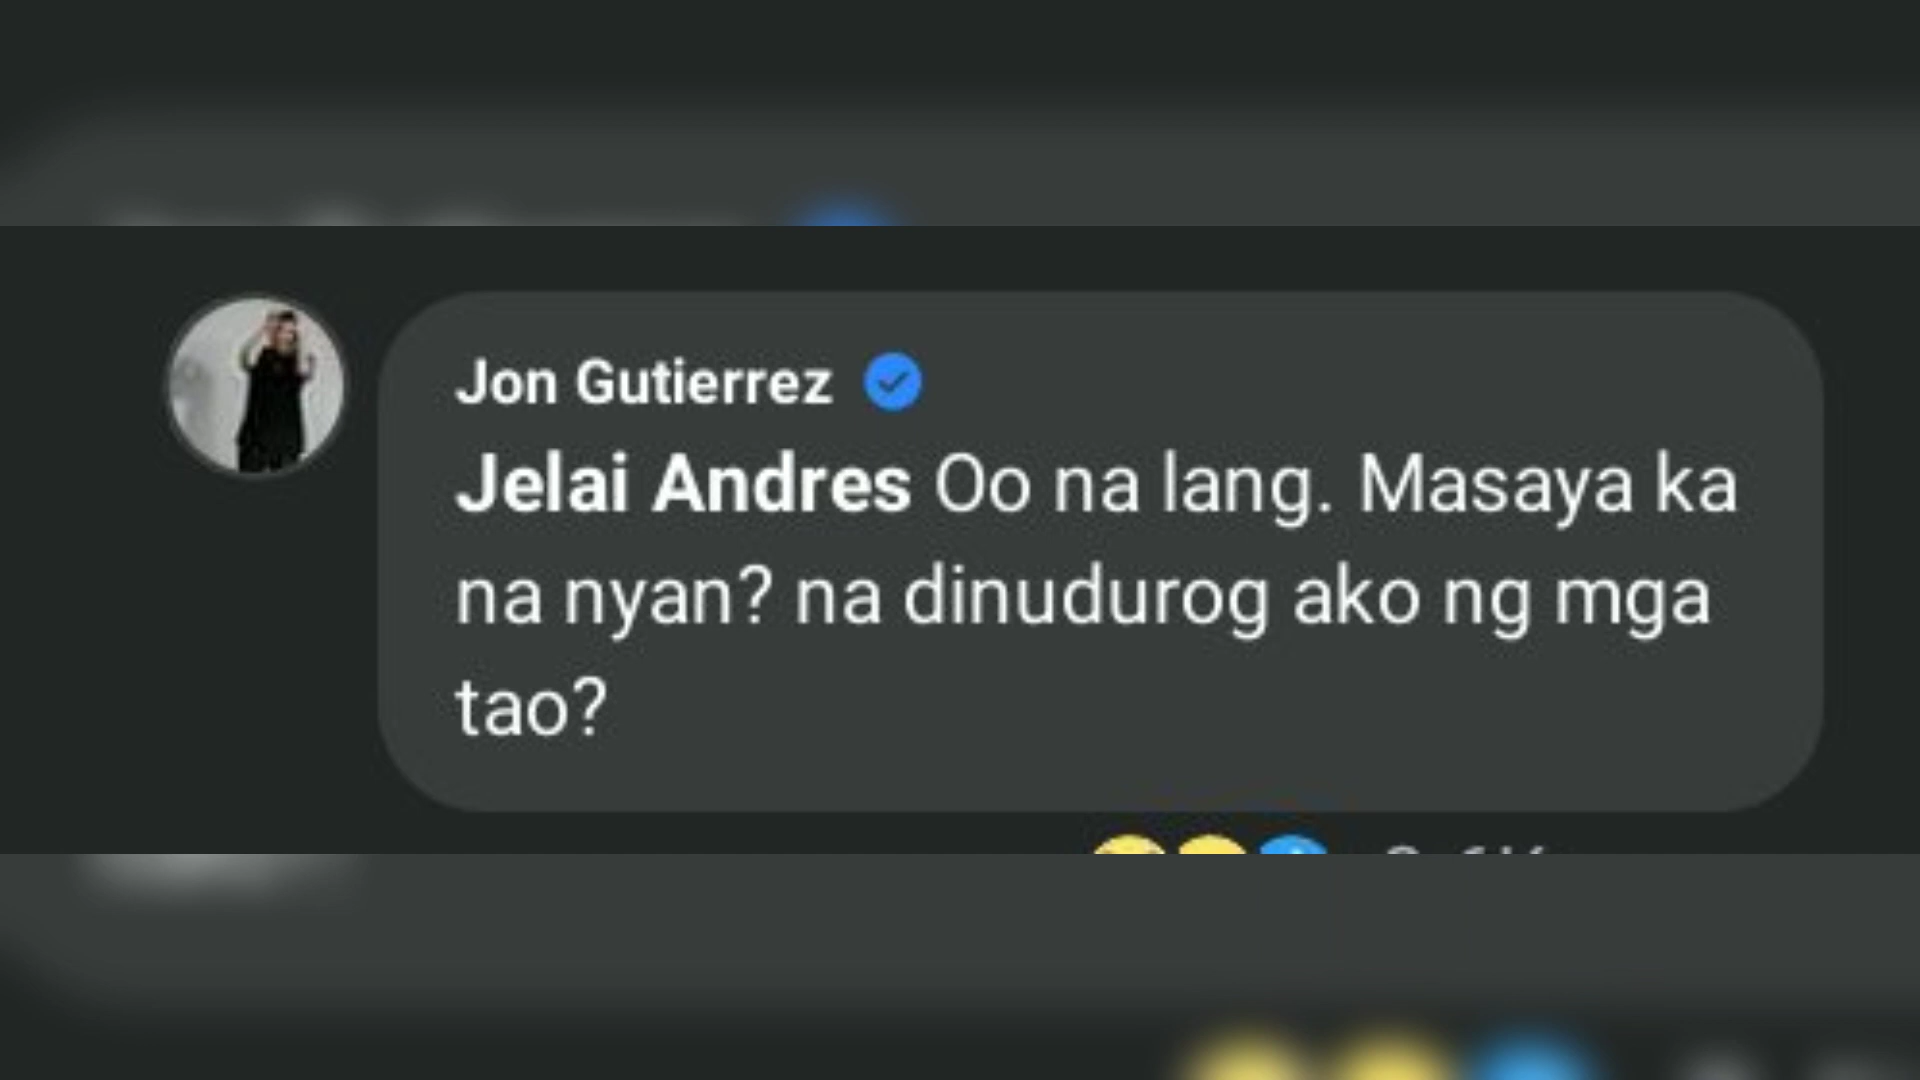 Jon Gutierrez
Jelai Andres Oo na lang. Masaya ka
na nyan? na dinudurog ako ng mga
tao?